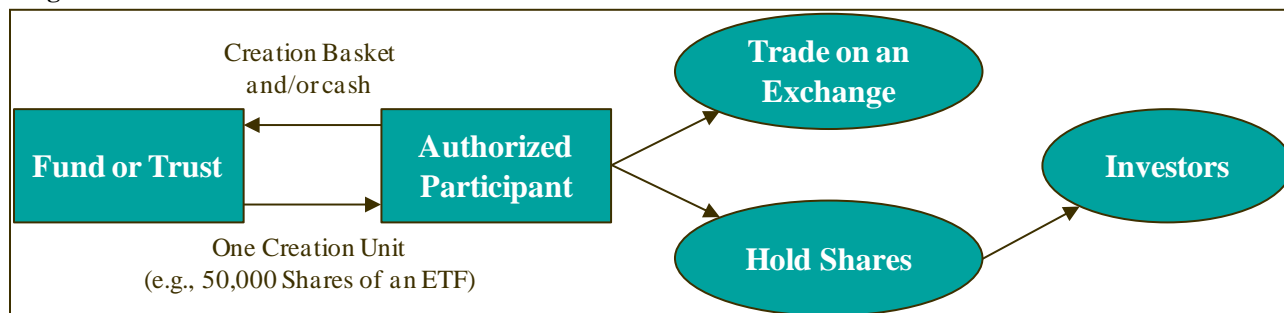 Creation Basket
and/or cash
Fund or Trust
Authorized
Participant
One Creation Unit
(e.g., 50,000 Shares of an ETF)
Trade on an
Exchange
Hold Shares
Investors